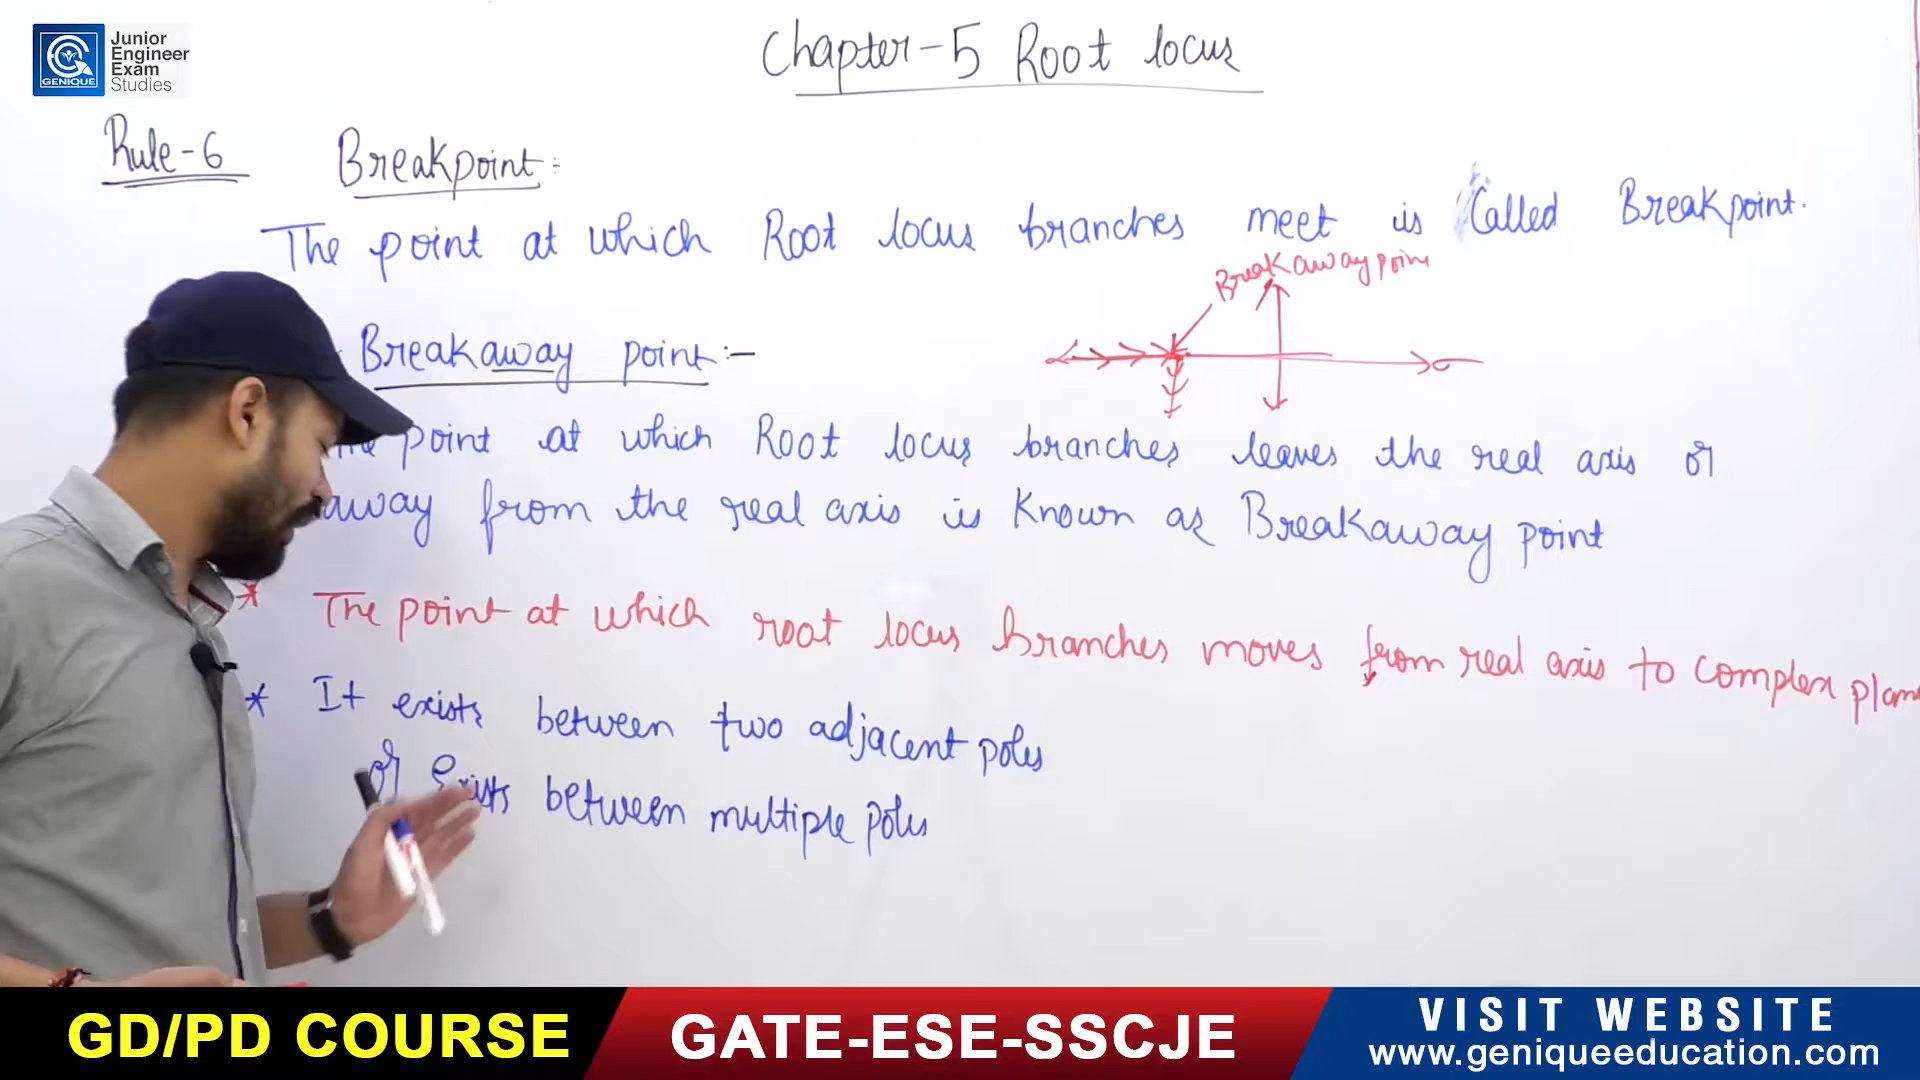 GENIQUE
Junior
Engineer
Exam
Studies
Chapter-5 Root locus
Rule-6 Breakpoint:
The point at which Root locus branches meet is called Breakpoint.
Breakaway point
Breakaway point:-
σ
The point at which Root locus branches leaves the real axis or
away from the real axis is known as Breakaway point
* The point at which root locus branches moves from real axis to complex plan
* It exists between two adjacent poles
or exists between multiple poles
GD/PD COURSE
GATE-ESE-SSCJE
VISIT WEBSITE
www.geniqueeducation.com